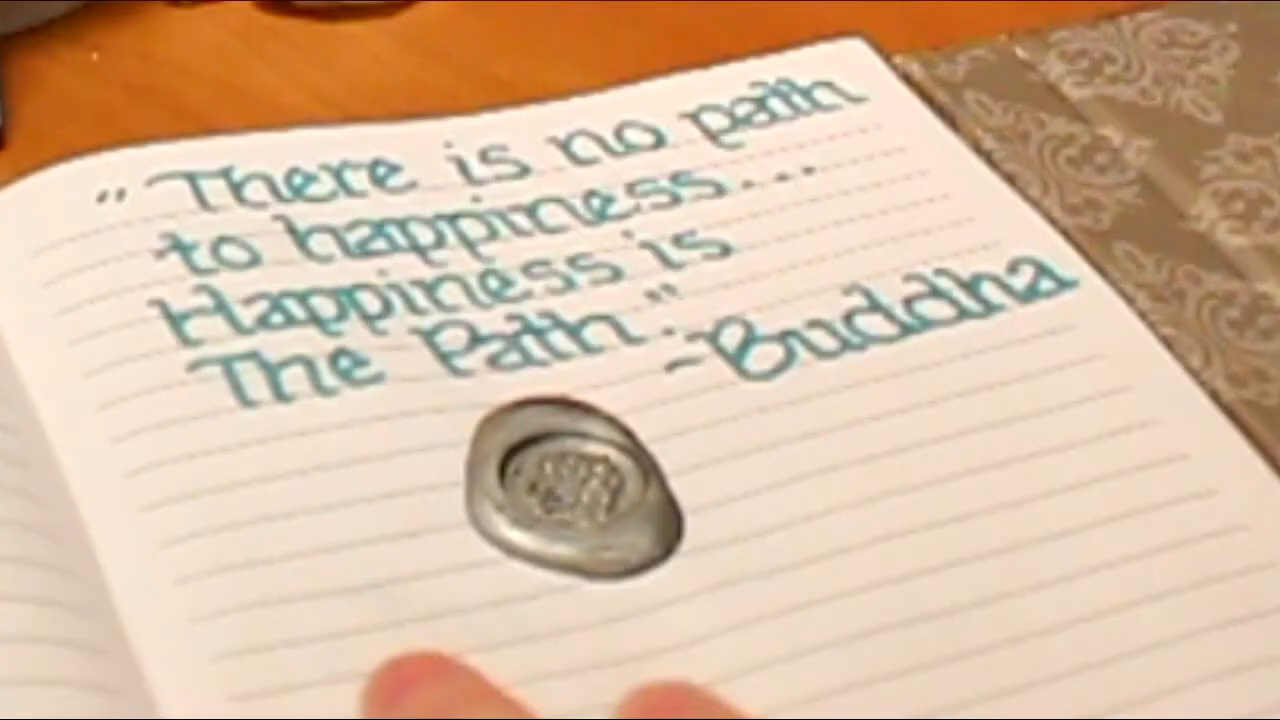 "There is no path
to happiness...
Happiness is
The Path."
~Buddha